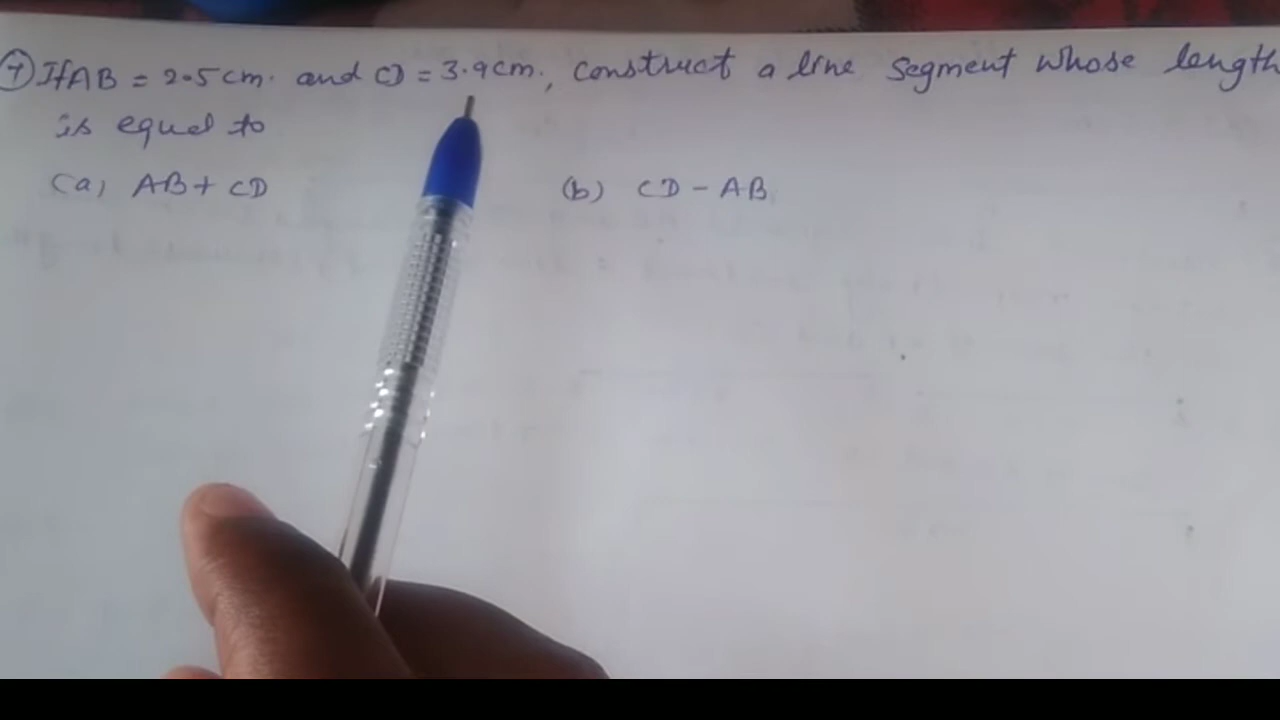 7 If AB = 2.5 cm. and CD = 3.9 cm., construct a line segment whose length
is equal to
(a) AB + CD (b) CD - AB